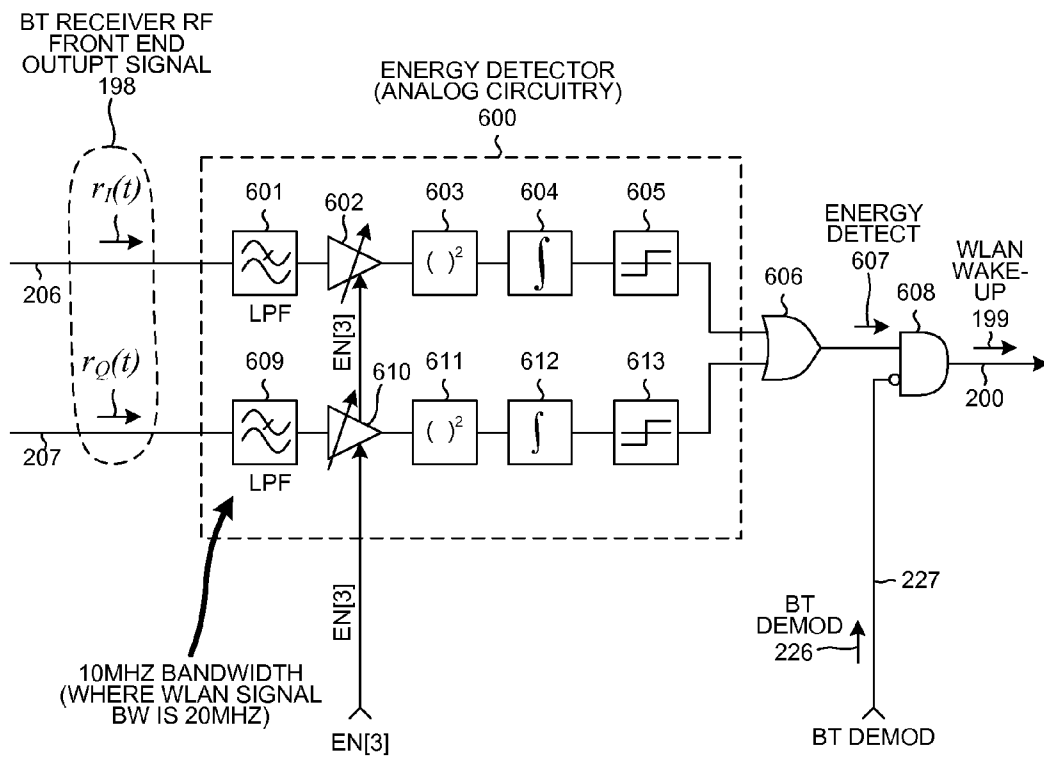 BT RECEIVER RF
FRONT END
OUTUPT SIGNAL
198
ENERGY DETECTOR
(ANALOG CIRCUITRY)
600
r_I(t)
206
r_Q(t)
207
601
602
603
604
605
( )²
∫
LPF
EN[3]
609
610
611
612
613
( )²
∫
LPF
606
ENERGY
DETECT
607
WLAN
WAKE-
UP
199
608
200
10MHZ BANDWIDTH
(WHERE WLAN SIGNAL
BW IS 20MHZ)
EN[3]
EN[3]
227
BT
DEMOD
226
BT DEMOD